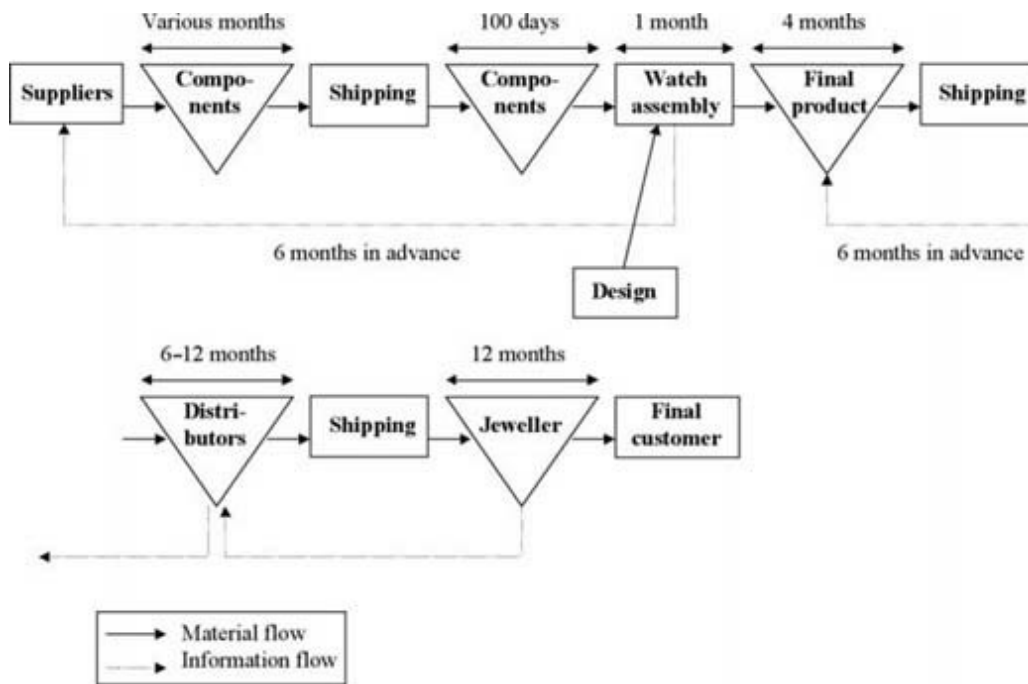 Various months
100 days
1 month
4 months
Suppliers
Compo-
nents
Shipping
Compo-
nents
Watch
assembly
Final
product
Shipping
6 months in advance
6 months in advance
Design
6–12 months
12 months
Distri-
butors
Shipping
Jeweller
Final
customer
Material flow
Information flow